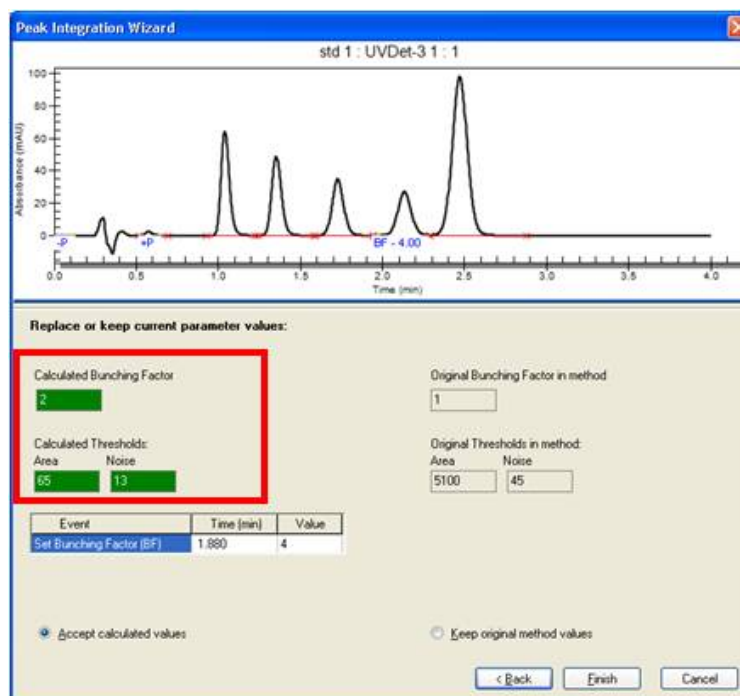 Peak Integration Wizard
std 1 : UVDet-3 1 : 1
Absorbance (mAU)
100
80
60
40
20
0
-P
+P
BF - 4.00
0.0 0.5 1.0 1.5 2.0 2.5 3.0 3.5 4.0
Time (min)
Replace or keep current parameter values:
Calculated Bunching Factor
2
Original Bunching Factor in method
1
Calculated Thresholds:
Area Noise
65 13
Original Thresholds in method:
Area Noise
5100 45
Event Time (min) Value
Set Bunching Factor (BF) 1.880 4
Accept calculated values
Keep original method values
< Back Finish Cancel